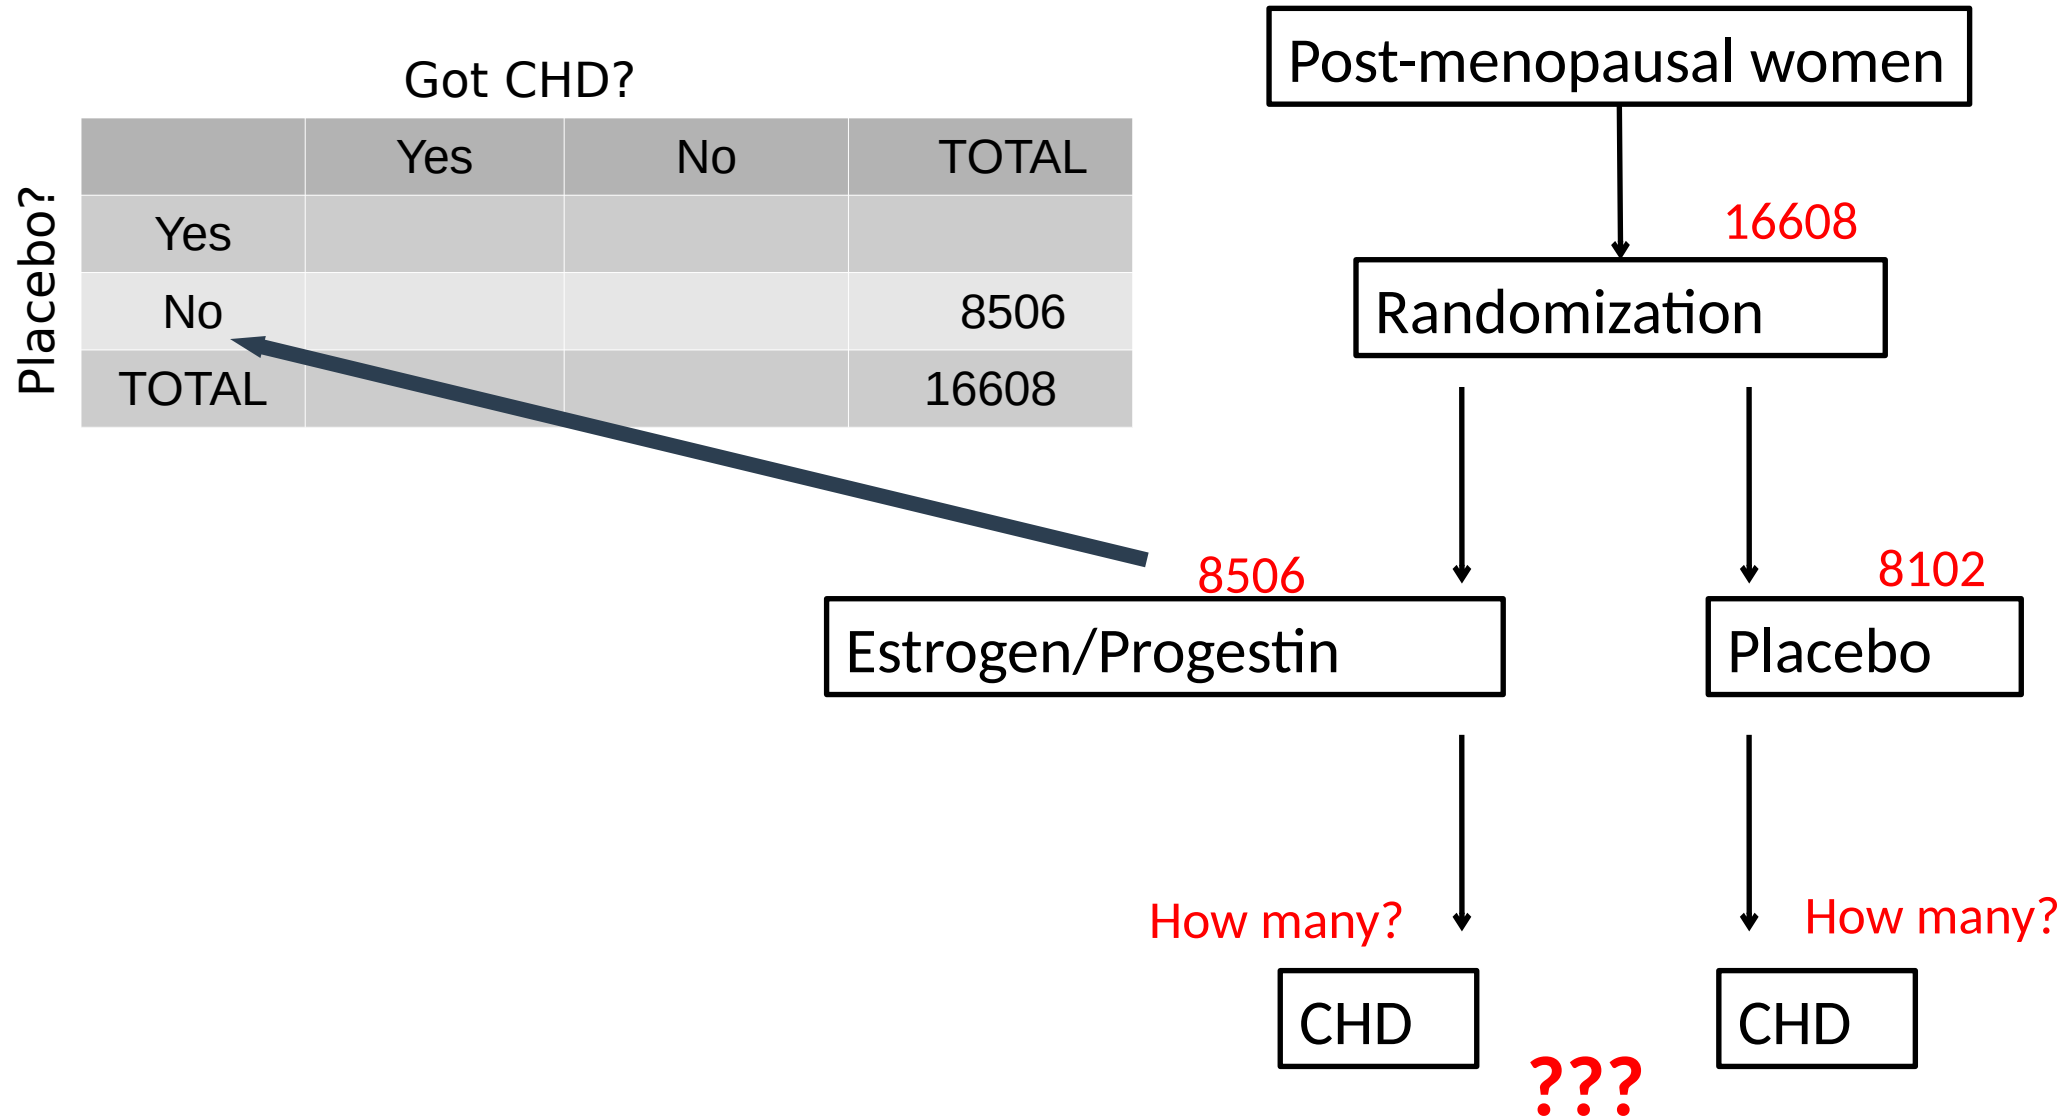 Got CHD?
Placebo?
Yes No TOTAL
Yes
No 8506
TOTAL 16608
Post-menopausal women
16608
Randomization
8506
8102
Estrogen/Progestin
Placebo
How many?
How many?
CHD
CHD
???